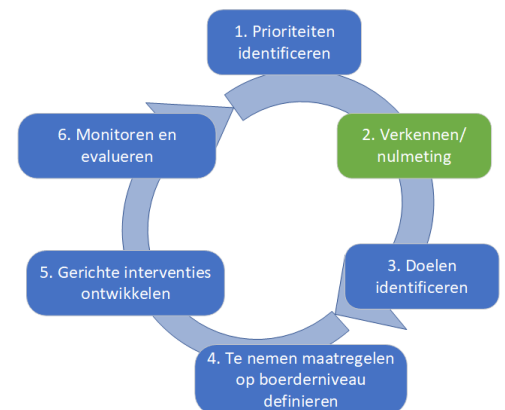 1. Prioriteiten
identificeren
2. Verkennen/
nulmeting
3. Doelen
identificeren
4. Te nemen maatregelen
op boerderniveau
definieren
5. Gerichte interventies
ontwikkelen
6. Monitoren en
evalueren